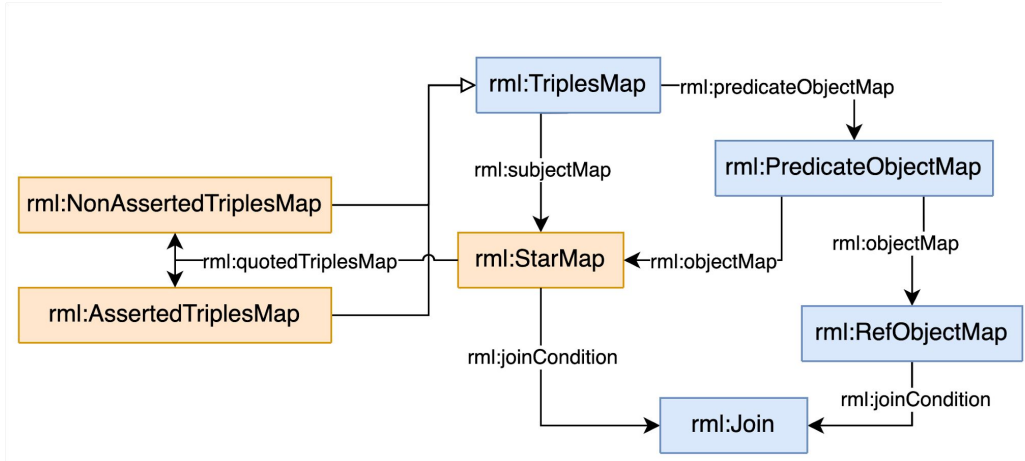 rml:TriplesMap
rml:predicateObjectMap
rml:subjectMap
rml:PredicateObjectMap
rml:NonAssertedTriplesMap
rml:objectMap
rml:quotedTriplesMap
rml:StarMap
rml:objectMap
rml:AssertedTriplesMap
rml:RefObjectMap
rml:joinCondition
rml:joinCondition
rml:Join